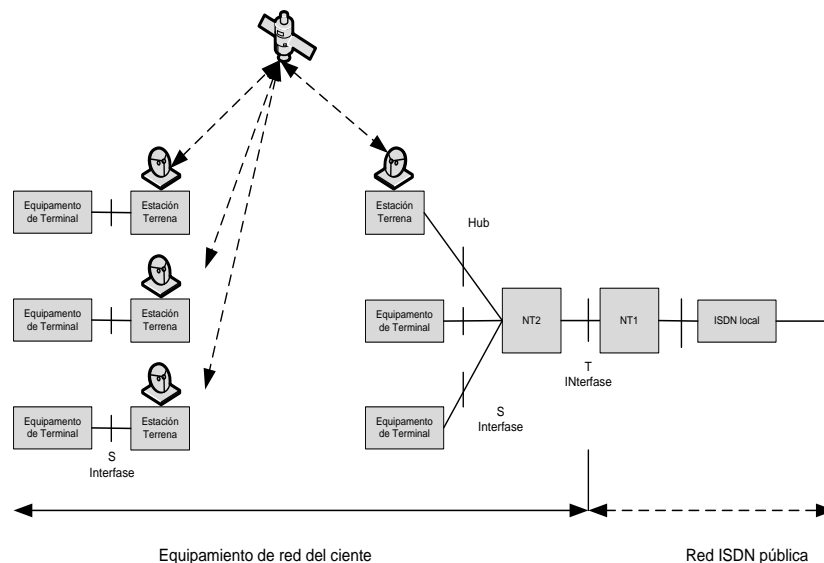 Equipamento
de Terminal
Estación
Terrena
Estación
Terrena
Hub
Equipamento
de Terminal
Estación
Terrena
Equipamento
de Terminal
NT2
NT1
ISDN local
T
INterfase
Equipamento
de Terminal
Estación
Terrena
S
Interfase
Equipamento
de Terminal
S
Interfase
Equipamiento de red del ciente
Red ISDN pública